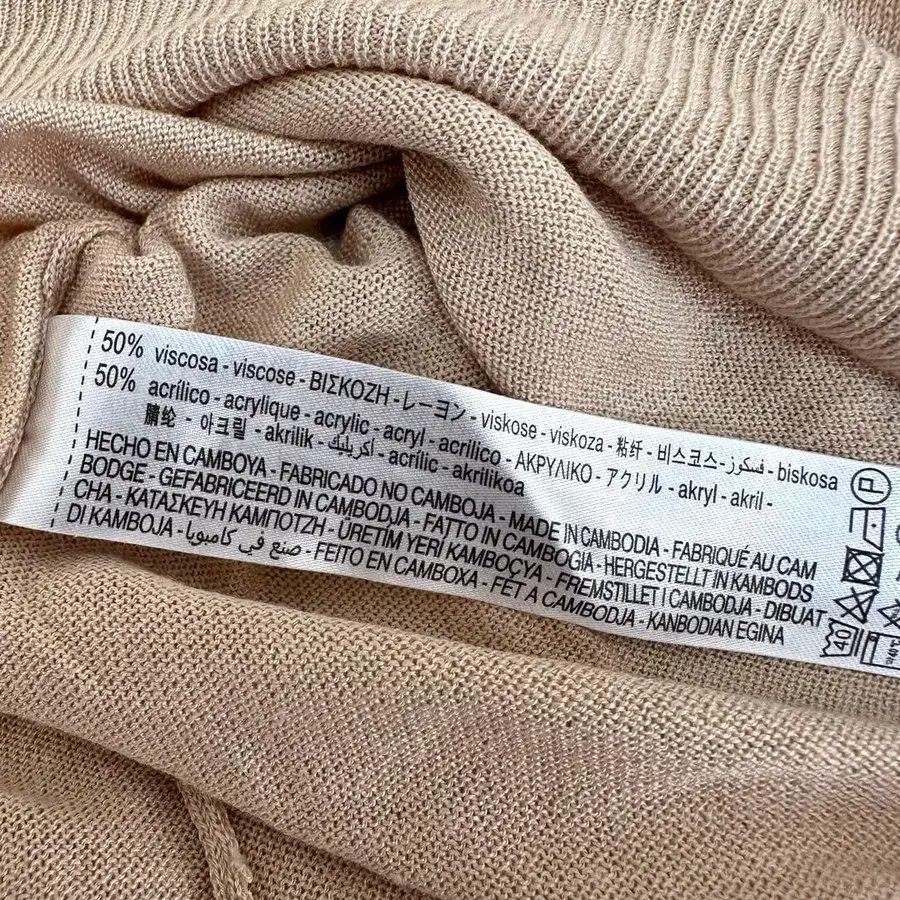 50% viscosa - viscose - ΒΙΣΚΟΖΗ - レーヨン - viskose - viskoza - 粘纤 - 비스코스 - فسكوز - biskosa
50% acrílico - acrylique - acrylic - acryl - acrilico - ΑΚΡΥΛΙΚΟ - アクリル - akryl - akril -
腈纶 - 아크릴 - akrilik - اكريليك - acrílic - akrilikoa
HECHO EN CAMBOYA - FABRICADO NO CAMBOJA - MADE IN CAMBODIA - FABRIQUÉ AU CAM
BODGE - GEFABRICEERD IN CAMBODJA - FATTO IN CAMBOGIA - HERGESTELLT IN KAMBODS
CHA - ΚΑΤΑΣΚΕΥΗ ΚΑΜΠΟΤΖΗ - ÜRETİM YERI KAMBOÇYA - FREMSTILLET I CAMBODJA - DIBUAT
DI KAMBOJA - صنع في كامبوديا - FEITO EN CAMBOXA - FET A CAMBODJA - KANBODIAN EGINA
P
40